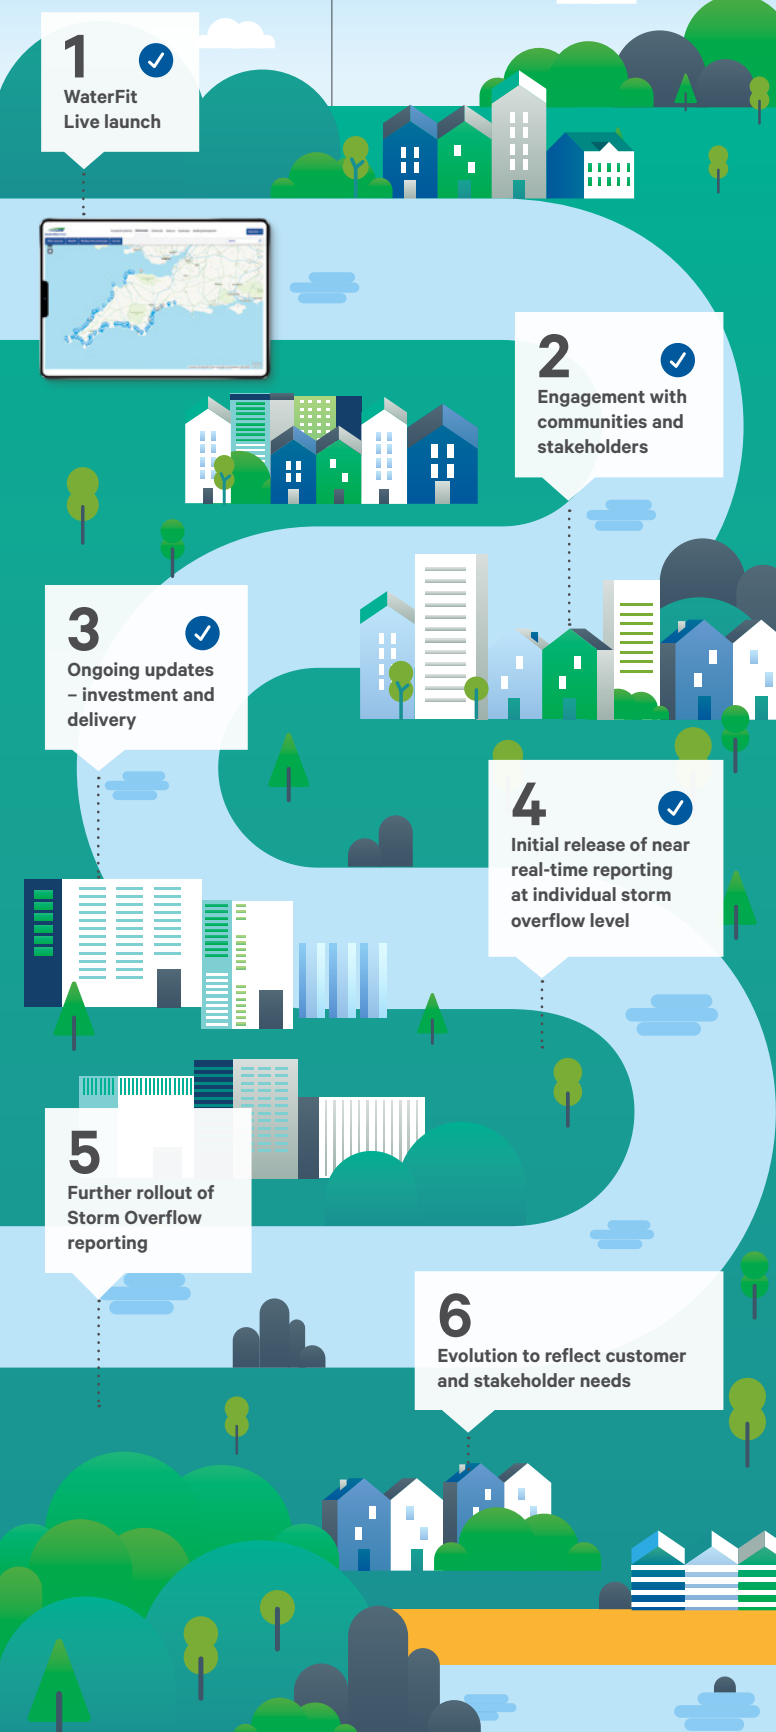 1
WaterFit
Live launch
2
Engagement with
communities and
stakeholders
3
Ongoing updates
– investment and
delivery
4
Initial release of near
real-time reporting
at individual storm
overflow level
5
Further rollout of
Storm Overflow
reporting
6
Evolution to reflect customer
and stakeholder needs